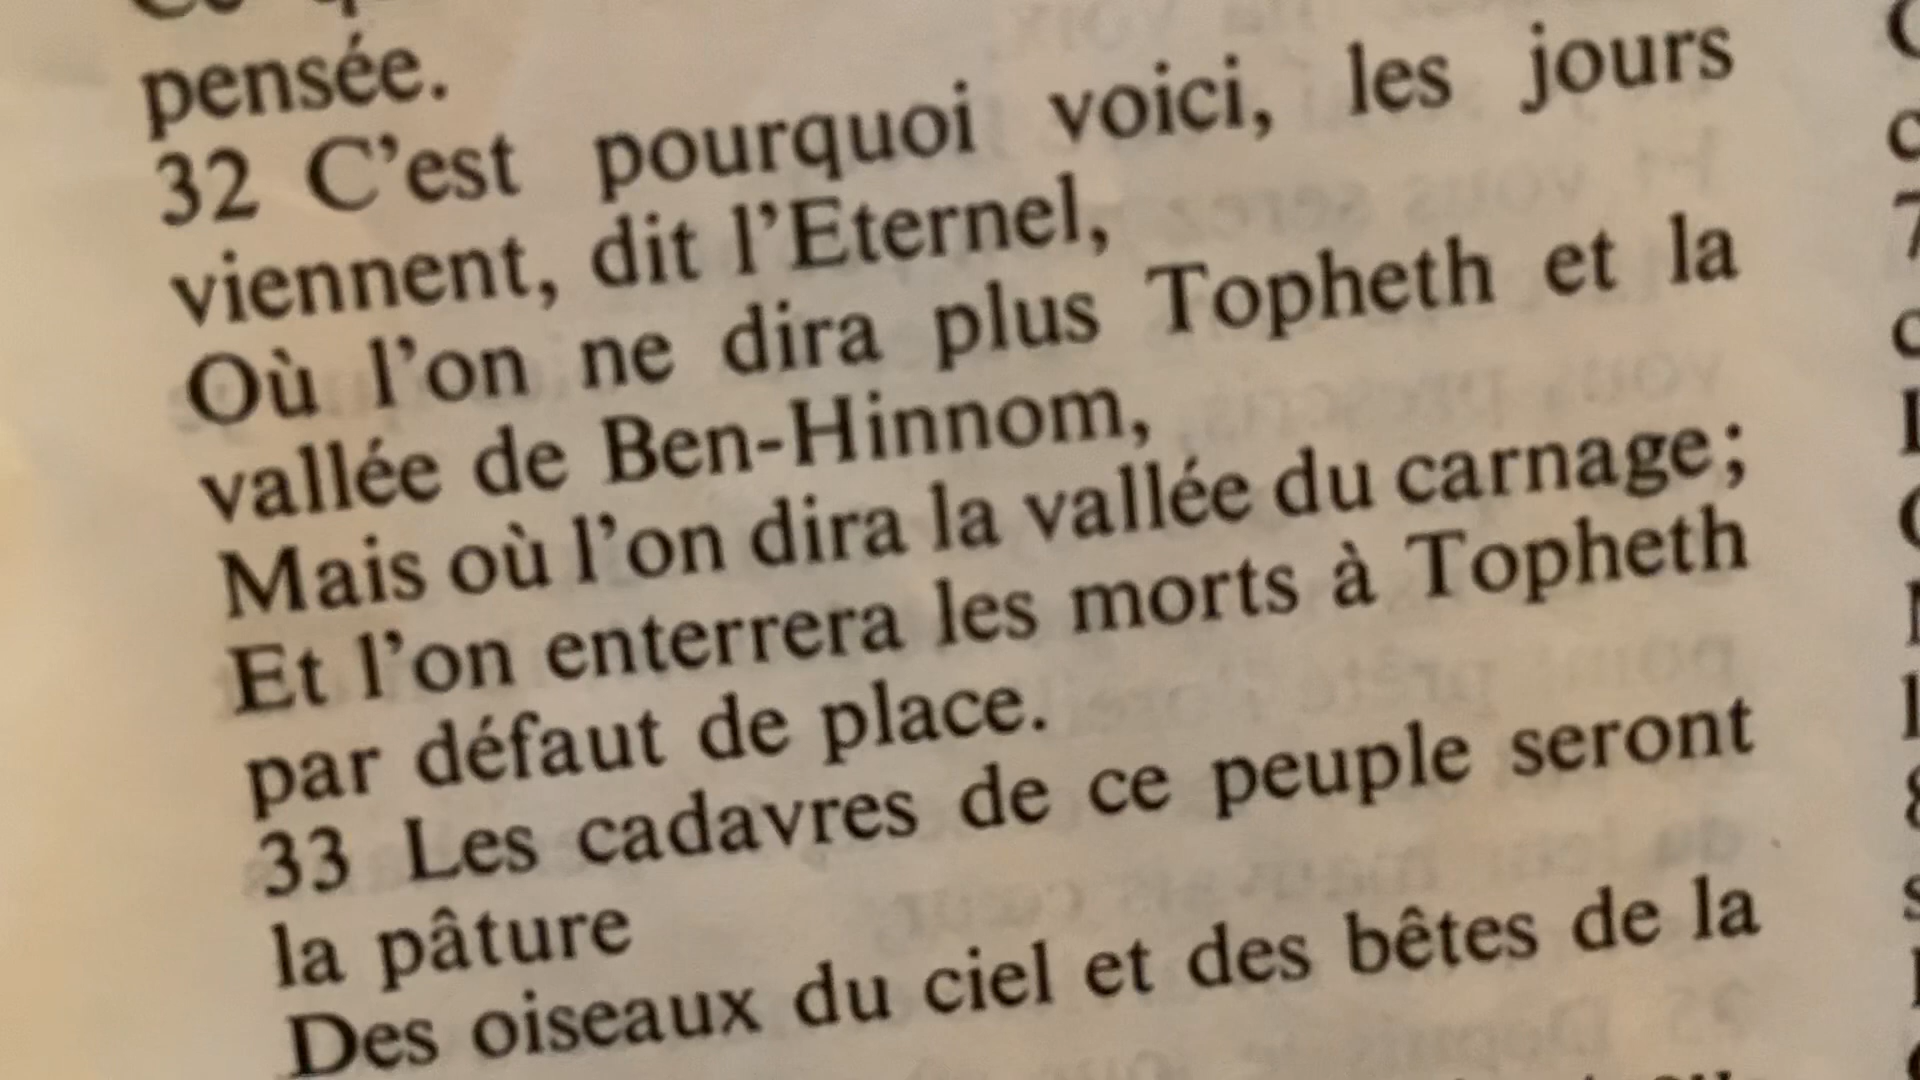 pensée.
32 C'est pourquoi voici, les jours
viennent, dit l'Eternel,
Où l'on ne dira plus Topheth et la
vallée de Ben-Hinnom,
Mais où l'on dira la vallée du carnage;
Et l'on enterrera les morts à Topheth
par défaut de place.
33 Les cadavres de ce peuple seront
la pâture
Des oiseaux du ciel et des bêtes de la